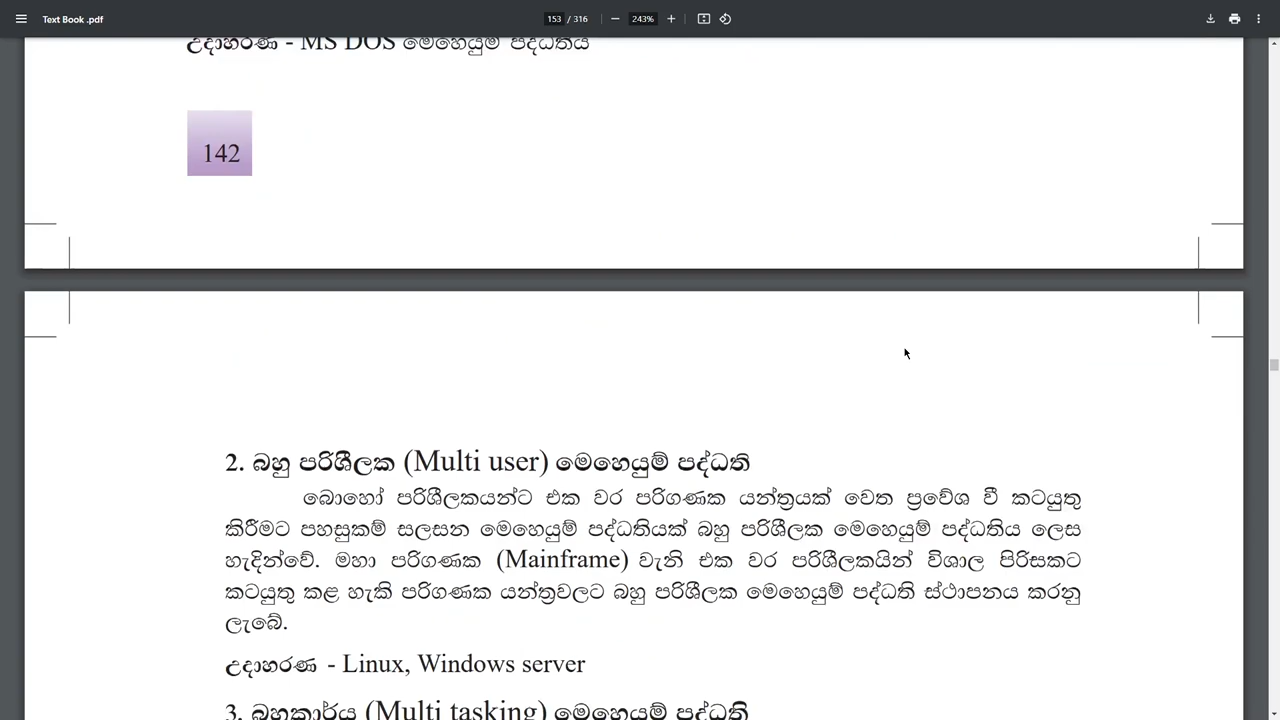 Text Book .pdf
153 / 316
243%
උදාහරණ - MS DOS මෙහෙයුම් පද්ධතිය
142
2. බහු පරිශීලක (Multi user) මෙහෙයුම් පද්ධති
බොහෝ පරිශීලකයන්ට එක වර පරිගණක යන්ත්‍රයක් වෙත ප්‍රවේශ වී කටයුතු
කිරීමට පහසුකම් සලසන මෙහෙයුම් පද්ධතියක් බහු පරිශීලක මෙහෙයුම් පද්ධතිය ලෙස
හැදින්වේ. මහා පරිගණක (Mainframe) වැනි එක වර පරිශීලකයින් විශාල පිරිසකට
කටයුතු කළ හැකි පරිගණක යන්ත්‍රවලට බහු පරිශීලක මෙහෙයුම් පද්ධති ස්ථාපනය කරනු
ලැබේ.
උදාහරණ - Linux, Windows server
3. බහුකාර්ය (Multi tasking) මෙහෙයුම් පද්ධති